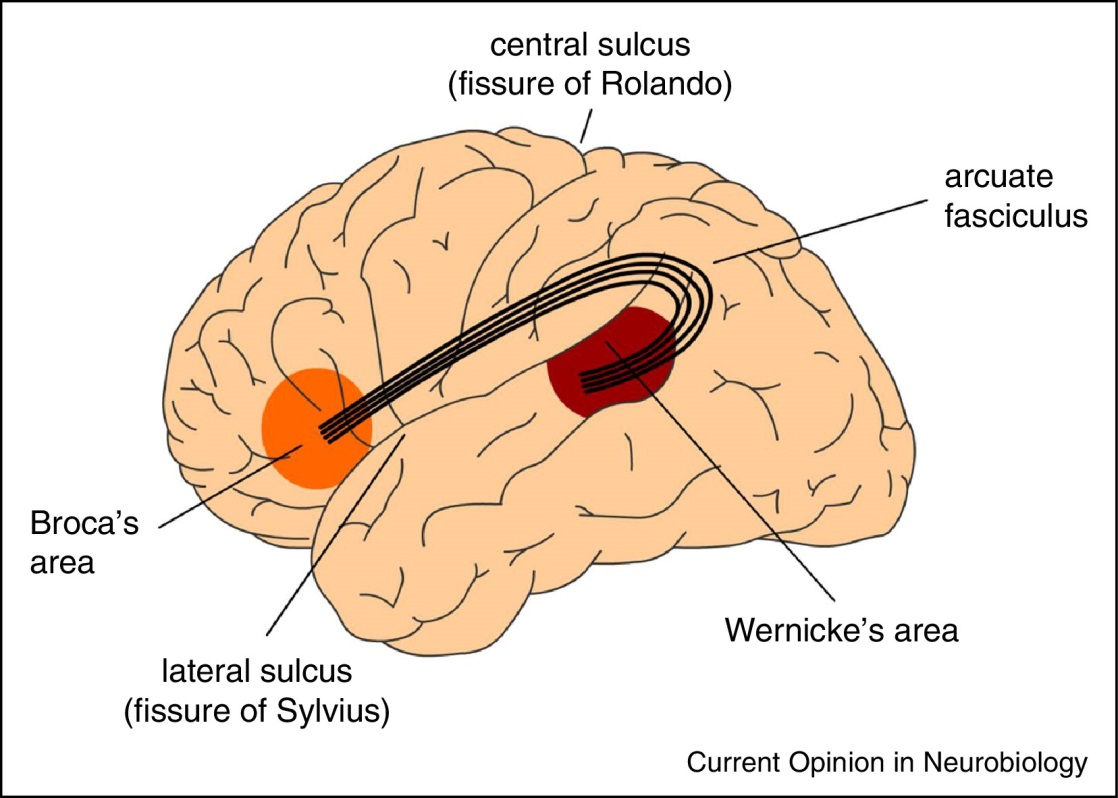 central sulcus
(fissure of Rolando)
arcuate
fasciculus
Broca’s
area
Wernicke’s area
lateral sulcus
(fissure of Sylvius)
Current Opinion in Neurobiology